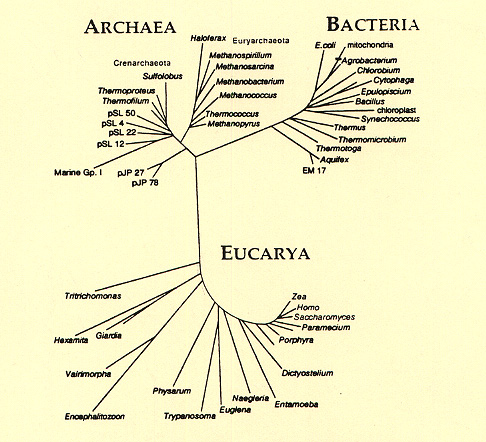 ARCHAEA
BACTERIA
Haloferax
Euryarchaeota
Crenarchaeota
Methanospirillum
Methanosarcina
Sulfolobus
Methanobacterium
Thermoproteus
Methanococcus
Thermofilum
pSL 50
Thermococcus
pSL 4
Methanopyrus
pSL 22
pSL 12
Marine Gp. I
pJP 27
pJP 78
E.coli
mitochondria
Agrobacterium
Chlorobium
Cytophaga
Epulopiscium
Bacillus
chloroplast
Synechococcus
Thermus
Thermomicrobium
Thermotoga
Aquifex
EM 17
EUCARYA
Tritrichomonas
Zea
Homo
Saccharomyces
Paramecium
Hexamita
Giardia
Porphyra
Vairimorpha
Dictyostelium
Physarum
Naegleria
Entamoeba
Encephalitozoon
Trypanosoma
Euglena